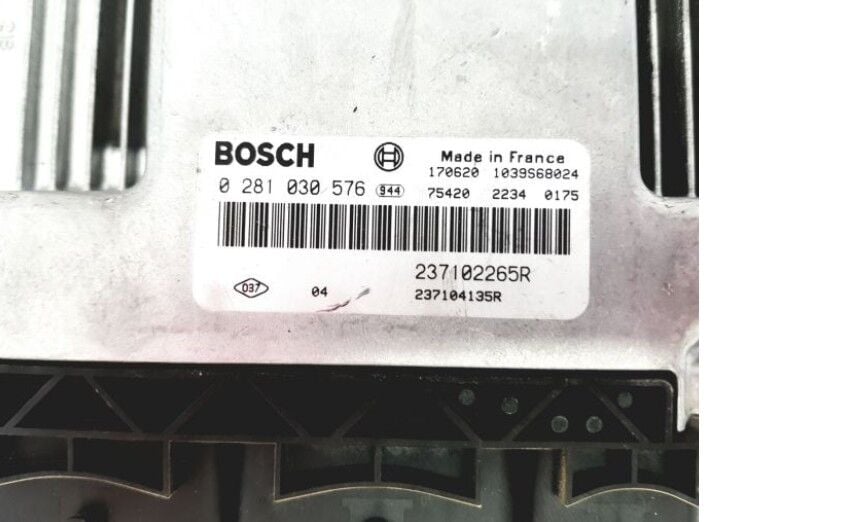 BOSCH Made in France
170620 1039S68024
0 281 030 576 944 75420 2234 0175
237102265R
037 04 237104135R